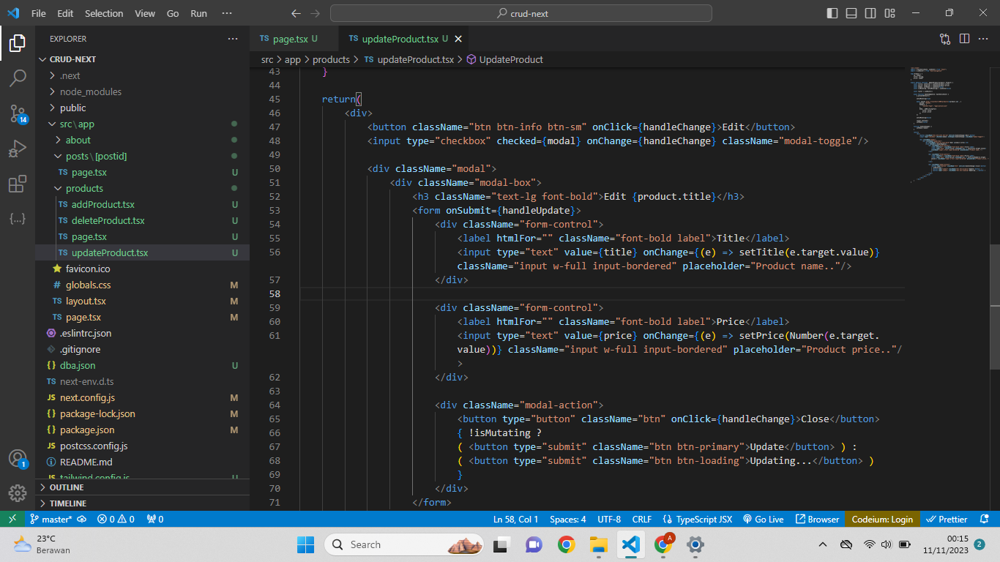 File Edit Selection View Go Run ···
crud-next
EXPLORER
CRUD-NEXT
.next
node_modules
public
src\app
about
posts\[postid]
TS page.tsx U
products
TS addProduct.tsx U
TS deleteProduct.tsx U
TS page.tsx U
TS updateProduct.tsx U
favicon.ico
# globals.css M
TS layout.tsx M
TS page.tsx M
.eslintrc.json
.gitignore
{} dba.json U
TS next-env.d.ts
JS next.config.js M
{} package-lock.json M
{} package.json M
JS postcss.config.js
README.md
JS tailwind.config.js U
OUTLINE
TIMELINE
14
{...}
1
TS page.tsx U
TS updateProduct.tsx U
src > app > products > TS updateProduct.tsx > UpdateProduct
43 }
44
45 return(
46 <div>
47 <button className="btn btn-info btn-sm" onClick={handleChange}>Edit</button>
48 <input type="checkbox" checked={modal} onChange={handleChange} className="modal-toggle"/>
49
50 <div className="modal">
51 <div className="modal-box">
52 <h3 className="text-lg font-bold">Edit {product.title}</h3>
53 <form onSubmit={handleUpdate}>
54 <div className="form-control">
55 <label htmlFor="" className="font-bold label">Title</label>
56 <input type="text" value={title} onChange={(e) => setTitle(e.target.value)}
className="input w-full input-bordered" placeholder="Product name.."/>
57 </div>
58
59 <div className="form-control">
60 <label htmlFor="" className="font-bold label">Price</label>
61 <input type="text" value={price} onChange={(e) => setPrice(Number(e.target.
value))} className="input w-full input-bordered" placeholder="Product price.."/
>
62 </div>
63
64 <div className="modal-action">
65 <button type="button" className="btn" onClick={handleChange}>Close</button>
66 { !isMutating ?
67 ( <button type="submit" className="btn btn-primary">Update</button> ) :
68 ( <button type="submit" className="btn btn-loading">Updating...</button> )
69 }
70 </div>
71 </form>
master* 0 0 0
Ln 58, Col 1 Spaces: 4 UTF-8 CRLF {} TypeScript JSX Go Live Browser Codeium: Login Prettier
23°C
Berawan
Search
A
00:15
11/11/2023
2